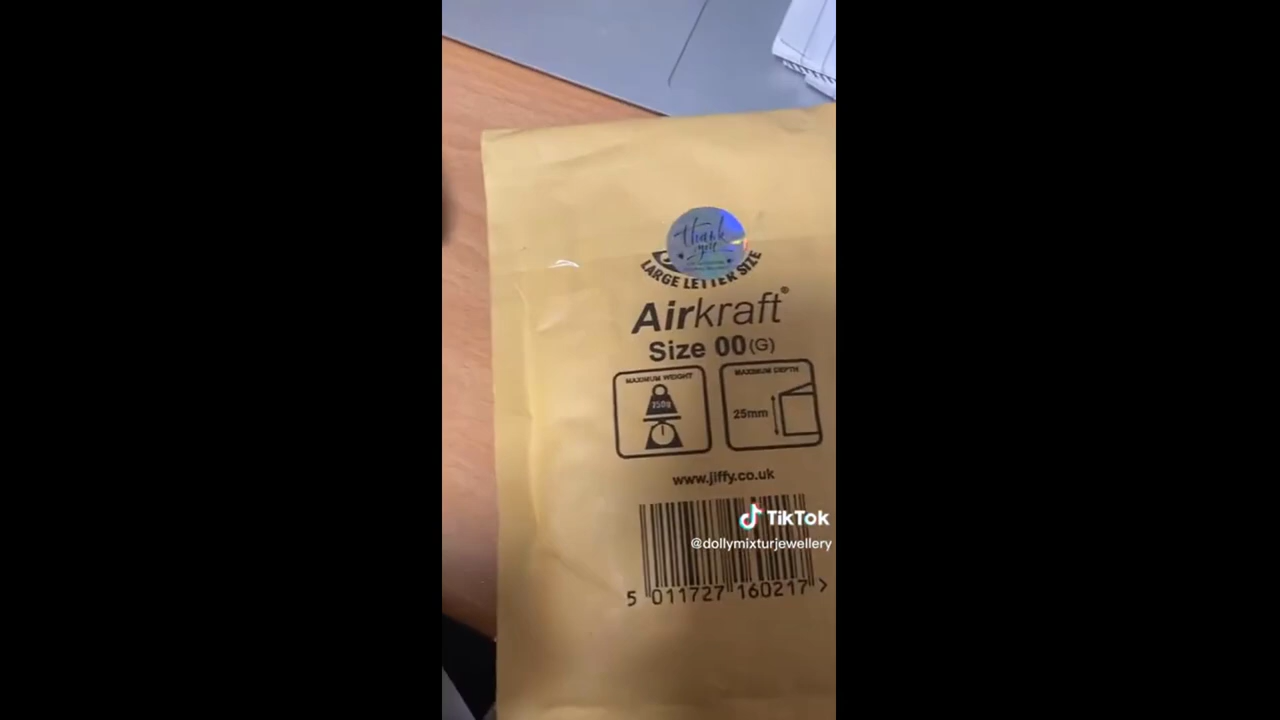 thank
you
LARGE LETTER SIZE
Airkraft®
Size 00 (G)
MAXIMUM WEIGHT
MAXIMUM DEPTH
25mm
www.jiffy.co.uk
TikTok
@dollymixturjewellery
5 011727 160217 >